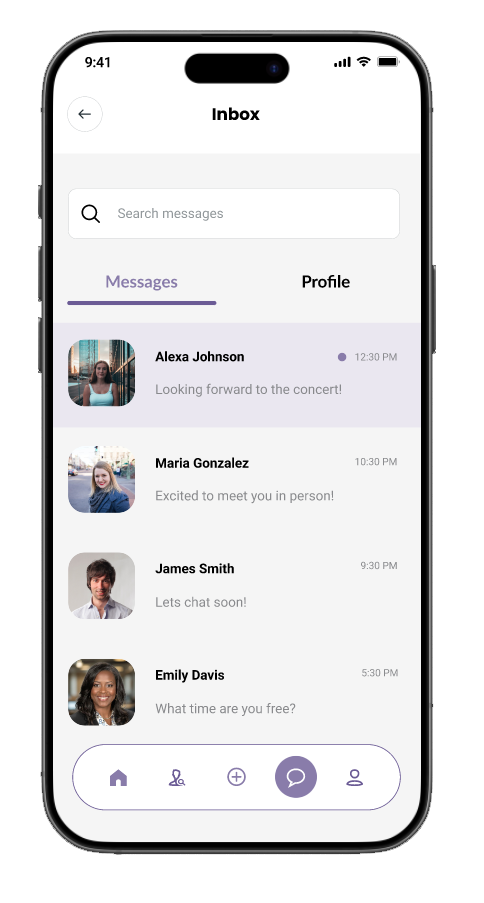 9:41
Inbox
Search messages
Messages Profile
Alexa Johnson 12:30 PM
Looking forward to the concert!
Maria Gonzalez 10:30 PM
Excited to meet you in person!
James Smith 9:30 PM
Lets chat soon!
Emily Davis 5:30 PM
What time are you free?